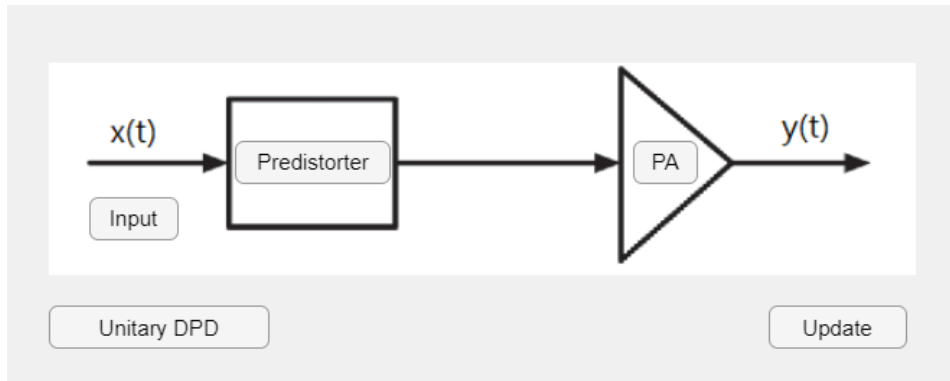 x(t)
y(t)
Predistorter
PA
Input
Unitary DPD
Update